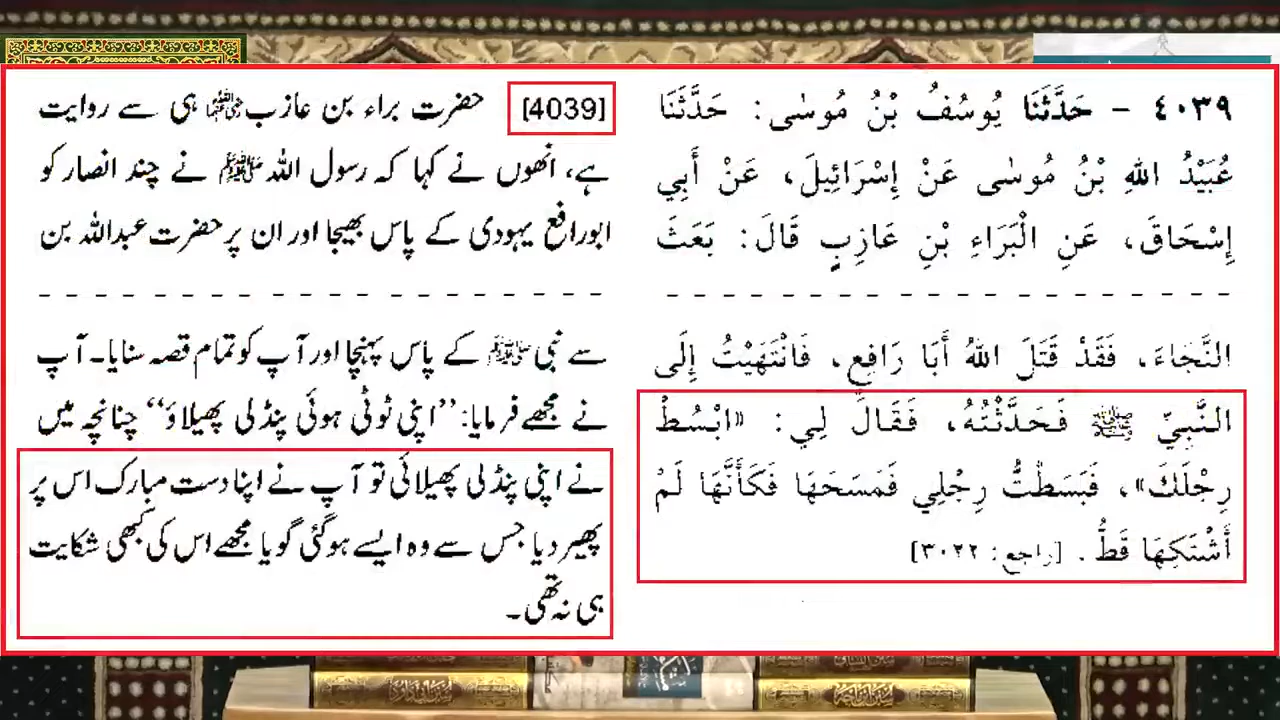 ٤٠٣٩ - حَدَّثَنَا يُوسُفُ بْنُ مُوسٰى: حَدَّثَنَا
عُبَيْدُ اللهِ بْنُ مُوسٰى عَنْ إِسْرَائِيلَ، عَنْ أَبِي
إِسْحَاقَ، عَنِ الْبَرَاءِ بْنِ عَازِبٍ قَالَ: بَعَثَ
النَّجَاءَ، فَقَدْ قَتَلَ اللهُ أَبَا رَافِعٍ، فَانْتَهَيْتُ إِلَى
النَّبِيِّ ﷺ فَحَدَّثْتُهُ، فَقَالَ لِي: «ابْسُطْ
رِجْلَكَ»، فَبَسَطْتُ رِجْلِي فَمَسَحَهَا فَكَأَنَّهَا لَمْ
أَشْتَكِهَا قَطُّ. [راجع: ٣٠٢٢]
[4039] حضرت براء بن عازب ؓ ہی سے روایت
ہے، انھوں نے کہا کہ رسول اللہ ﷺ نے چند انصار کو
ابورافع یہودی کے پاس بھیجا اور ان پر حضرت عبداللہ بن
سے نبی ﷺ کے پاس پہنچا اور آپ کو تمام قصہ سنایا۔ آپ
نے مجھے فرمایا: ’’اپنی ٹوٹی ہوئی پنڈلی پھیلاؤ‘‘ چنانچہ میں
نے اپنی پنڈلی پھیلائی تو آپ نے اپنا دست مبارک اس پر
پھیر دیا جس سے وہ ایسے ہوگئی گویا مجھے اس کی کبھی شکایت
ہی نہ تھی۔